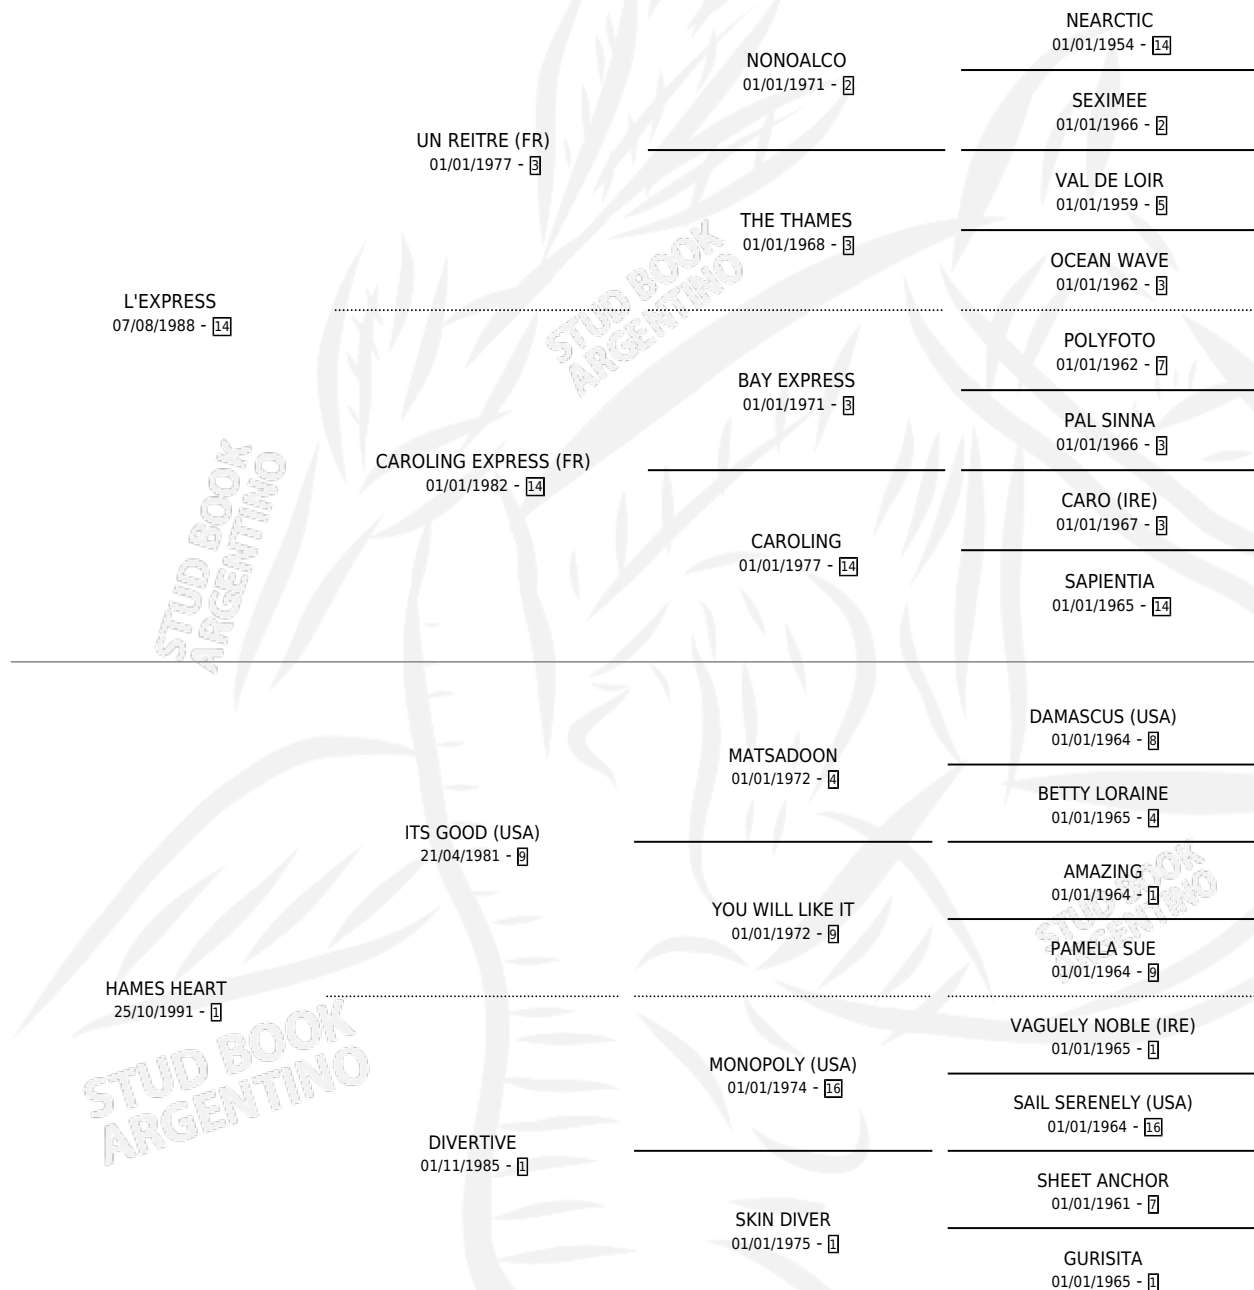 NEARCTIC
01/01/1954 - 14
NONOALCO
01/01/1971 - 2
SEXIMEE
01/01/1966 - 2
UN REITRE (FR)
01/01/1977 - 3
VAL DE LOIR
01/01/1959 - 5
THE THAMES
01/01/1968 - 3
OCEAN WAVE
01/01/1962 - 3
L'EXPRESS
07/08/1988 - 14
POLYFOTO
01/01/1962 - 7
BAY EXPRESS
01/01/1971 - 3
PAL SINNA
01/01/1966 - 3
CAROLING EXPRESS (FR)
01/01/1982 - 14
CARO (IRE)
01/01/1967 - 3
CAROLING
01/01/1977 - 14
SAPIENTIA
01/01/1965 - 14
DAMASCUS (USA)
01/01/1964 - 8
MATSADOON
01/01/1972 - 4
BETTY LORAINE
01/01/1965 - 4
ITS GOOD (USA)
21/04/1981 - 9
AMAZING
01/01/1964 - 1
YOU WILL LIKE IT
01/01/1972 - 9
PAMELA SUE
01/01/1964 - 9
HAMES HEART
25/10/1991 - 1
VAGUELY NOBLE (IRE)
01/01/1965 - 1
MONOPOLY (USA)
01/01/1974 - 16
SAIL SERENELY (USA)
01/01/1964 - 16
DIVERTIVE
01/11/1985 - 1
SHEET ANCHOR
01/01/1961 - 7
SKIN DIVER
01/01/1975 - 1
GURISITA
01/01/1965 - 1
STUD BOOK
ARGENTINO
STUD BOOK
ARGENTINO
STUD BOOK
ARGENTINO
STUD BOOK
ARGENTINO